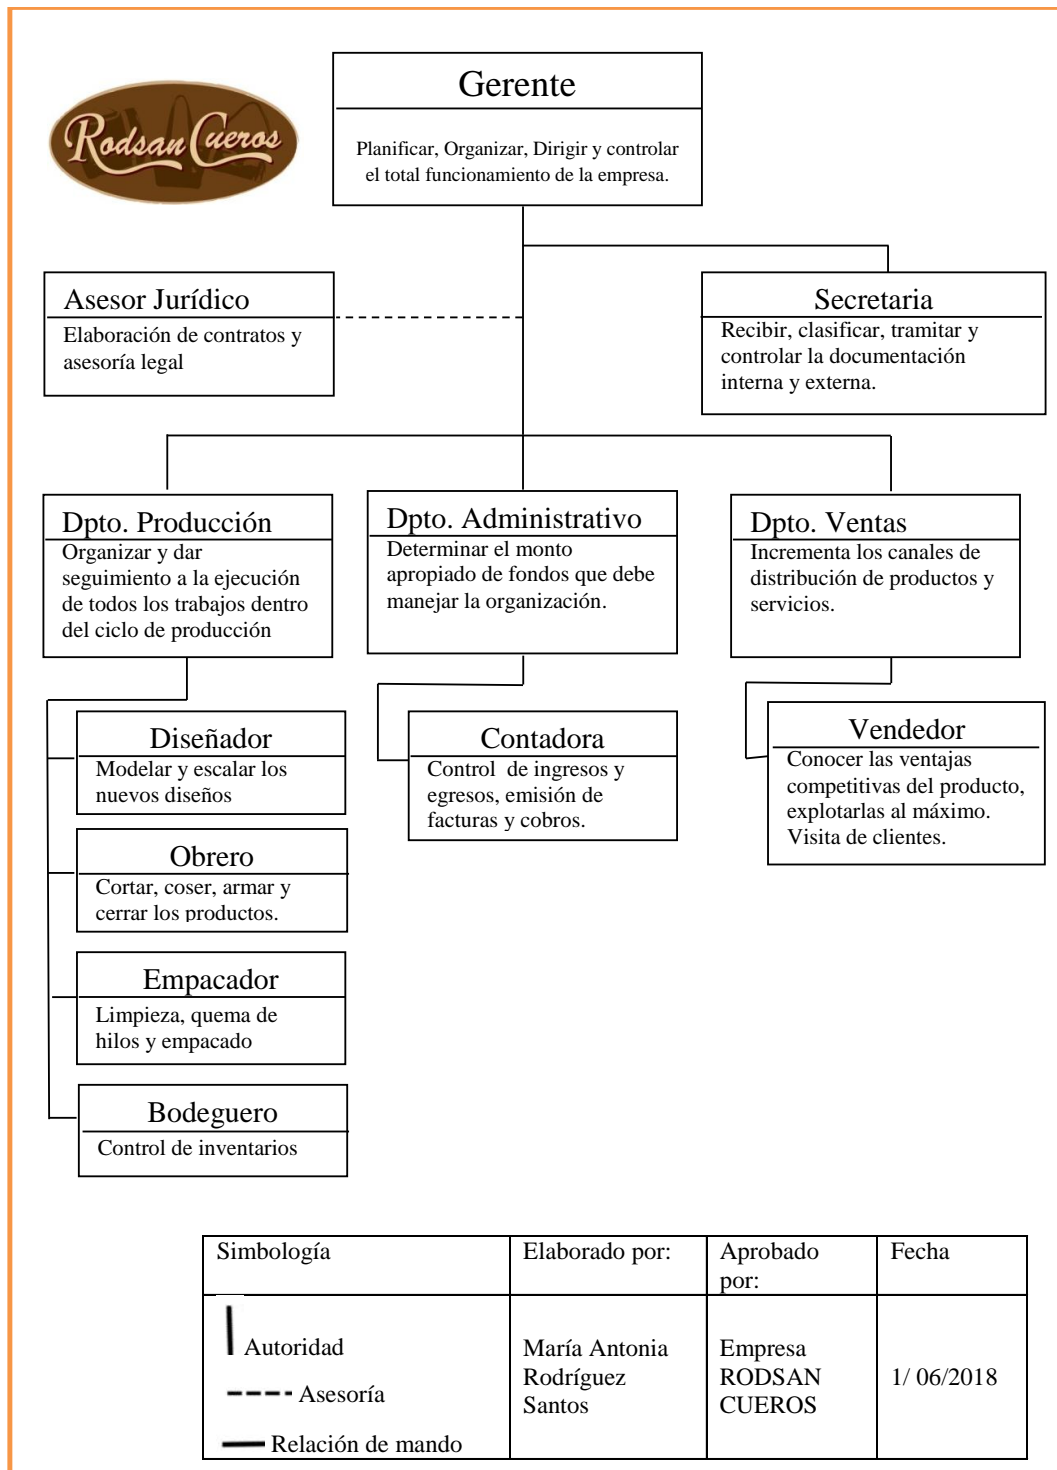 Rodsan Cueros
Gerente
Planificar, Organizar, Dirigir y controlar
el total funcionamiento de la empresa.
Asesor Jurídico
Elaboración de contratos y
asesoría legal
Secretaria
Recibir, clasificar, tramitar y
controlar la documentación
interna y externa.
Dpto. Producción
Organizar y dar
seguimiento a la ejecución
de todos los trabajos dentro
del ciclo de producción
Dpto. Administrativo
Determinar el monto
apropiado de fondos que debe
manejar la organización.
Dpto. Ventas
Incrementa los canales de
distribución de productos y
servicios.
Diseñador
Modelar y escalar los
nuevos diseños
Contadora
Control  de ingresos y
egresos, emisión de
facturas y cobros.
Vendedor
Conocer las ventajas
competitivas del producto,
explotarlas al máximo.
Visita de clientes.
Obrero
Cortar, coser, armar y
cerrar los productos.
Empacador
Limpieza, quema de
hilos y empacado
Bodeguero
Control de inventarios
Simbología
Elaborado por:
Aprobado
por:
Fecha
Autoridad
Asesoría
Relación de mando
María Antonia
Rodríguez
Santos
Empresa
RODSAN
CUEROS
1/ 06/2018